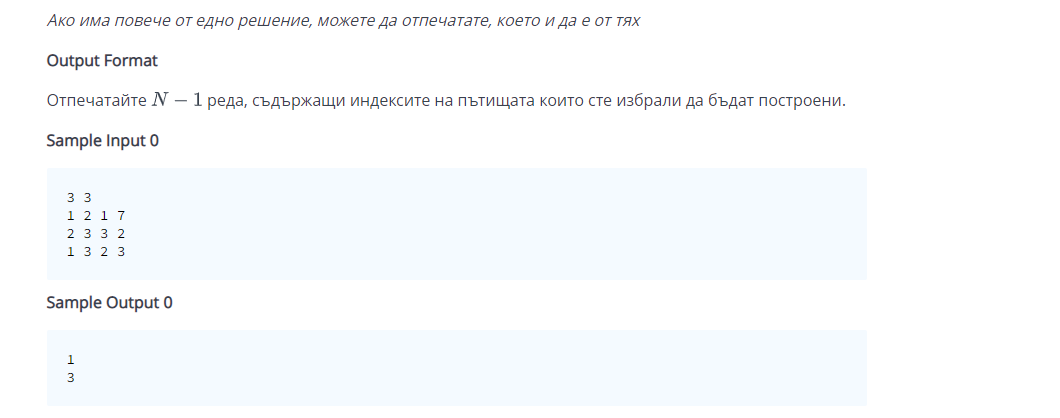 Ако има повече от едно решение, можете да отпечатате, което и да е от тях
Output Format
Отпечатайте N − 1 реда, съдържащи индексите на пътищата които сте избрали да бъдат построени.
Sample Input 0
3 3
1 2 1 7
2 3 3 2
1 3 2 3
Sample Output 0
1
3